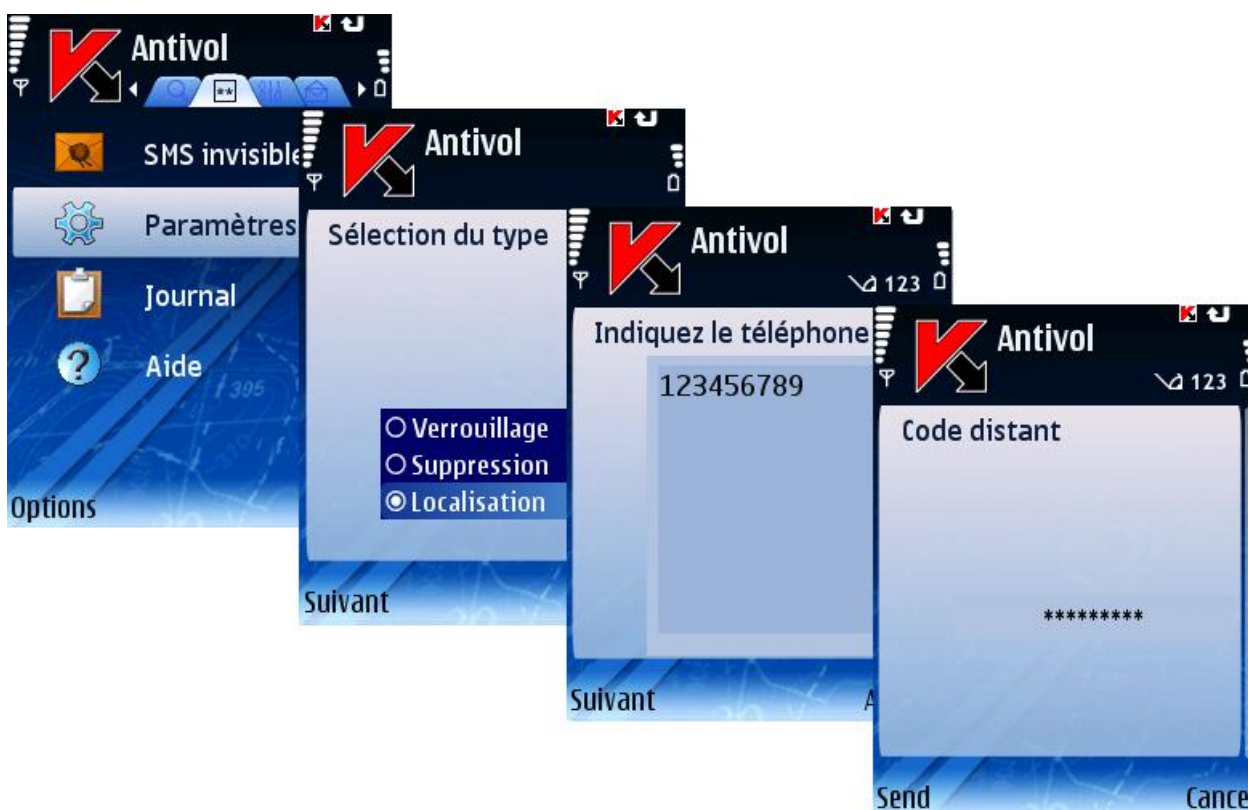 Antivol
SMS invisible
Paramètres
Journal
Aide
Options
Antivol
Sélection du type
Verrouillage
Suppression
Localisation
Suivant
Antivol
123
Indiquez le téléphone
123456789
Suivant
A
Antivol
123
Code distant
*********
Send
Cance